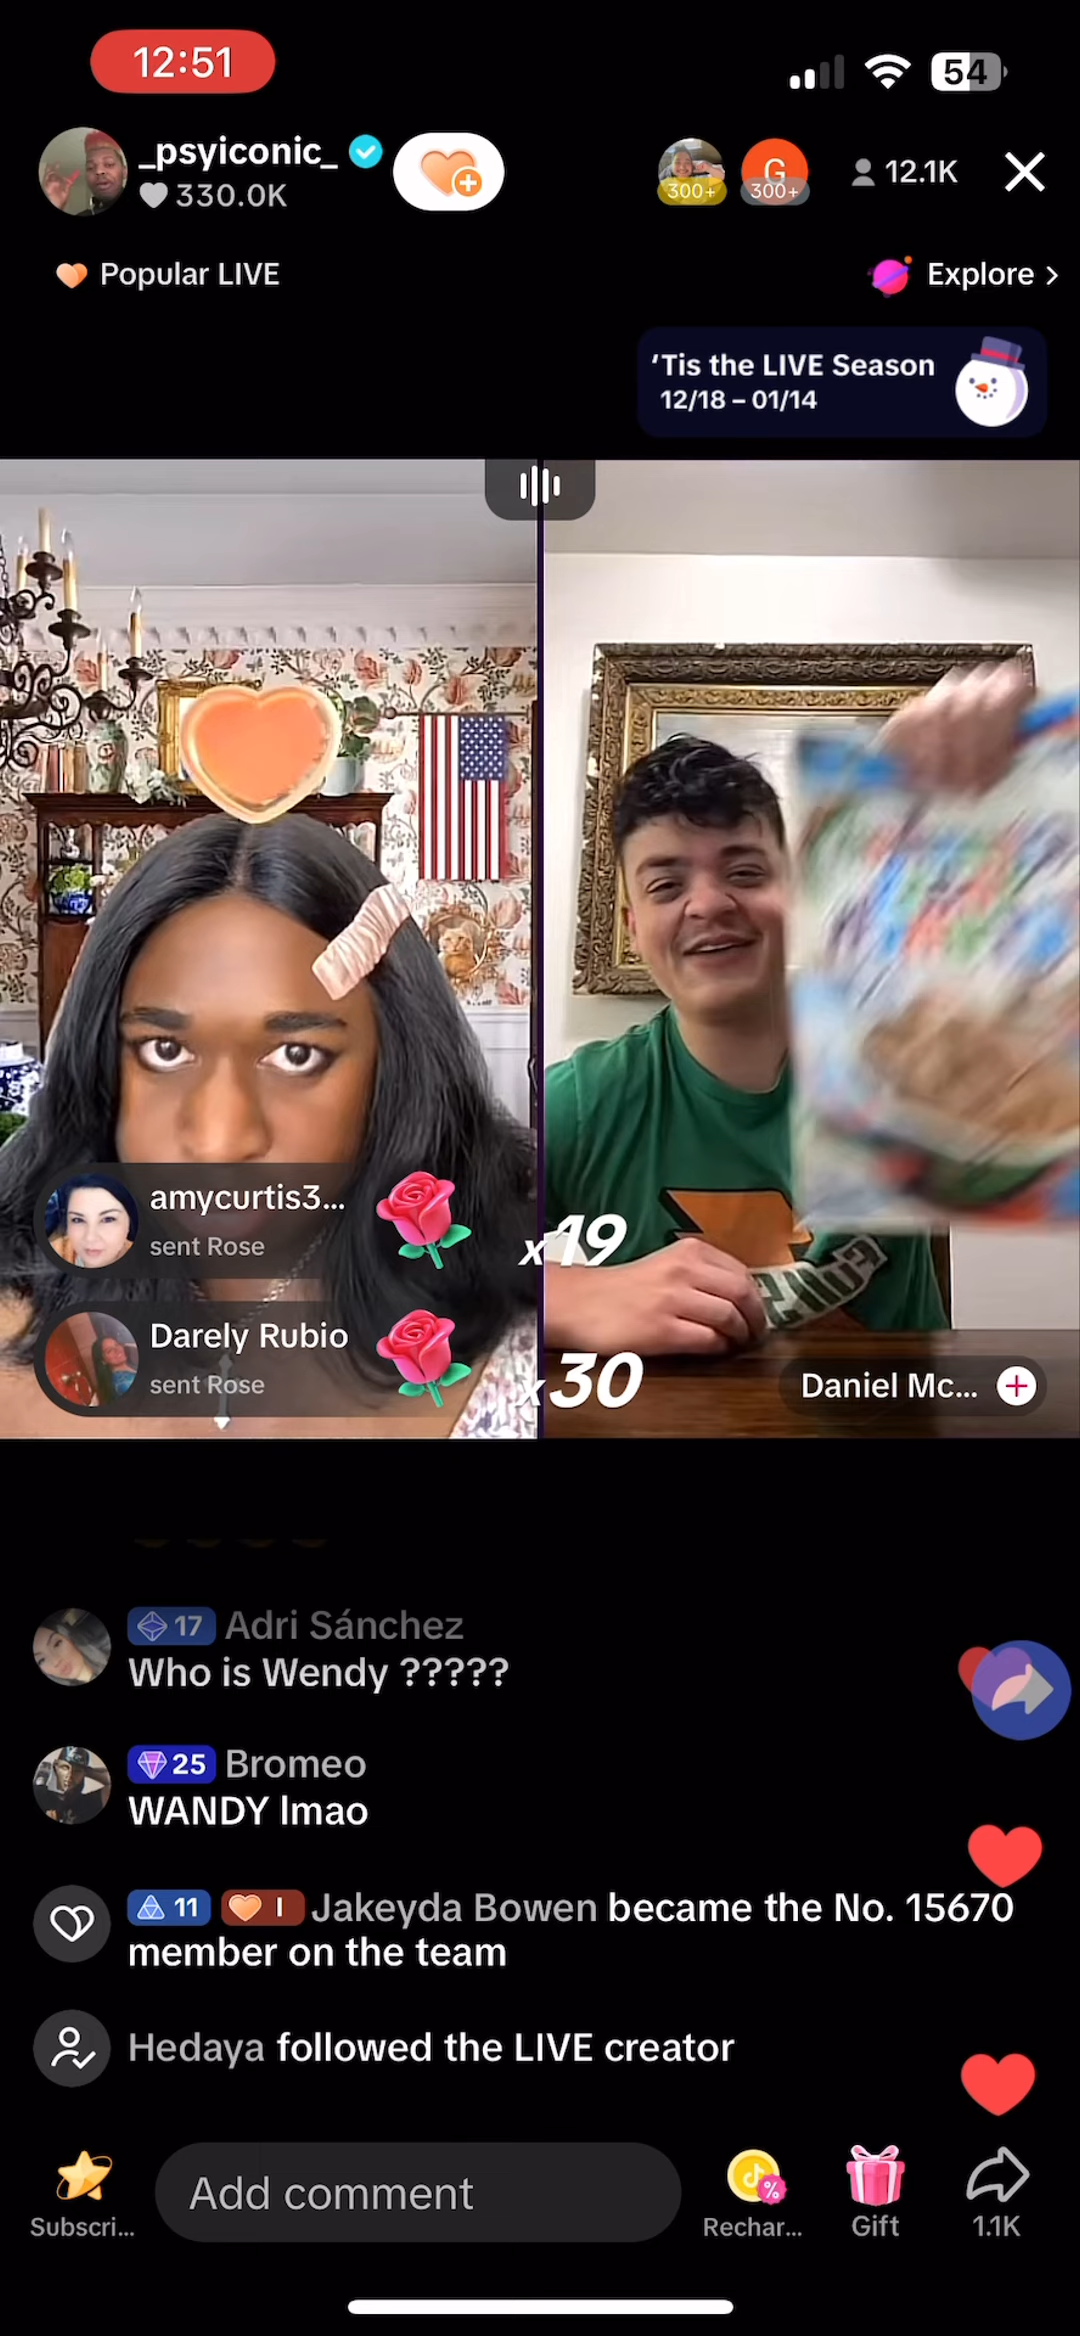 12:51
54
_psyiconic_
330.0K
300+
G
300+
12.1K
Popular LIVE
Explore >
'Tis the LIVE Season
12/18 – 01/14
amycurtis3...
sent Rose
x19
Darely Rubio
sent Rose
x30
Daniel Mc...
17 Adri Sánchez
Who is Wendy ?????
25 Bromeo
WANDY lmao
11 I Jakeyda Bowen became the No. 15670
member on the team
Hedaya followed the LIVE creator
Subscri...
Add comment
%
Rechar...
Gift
1.1K